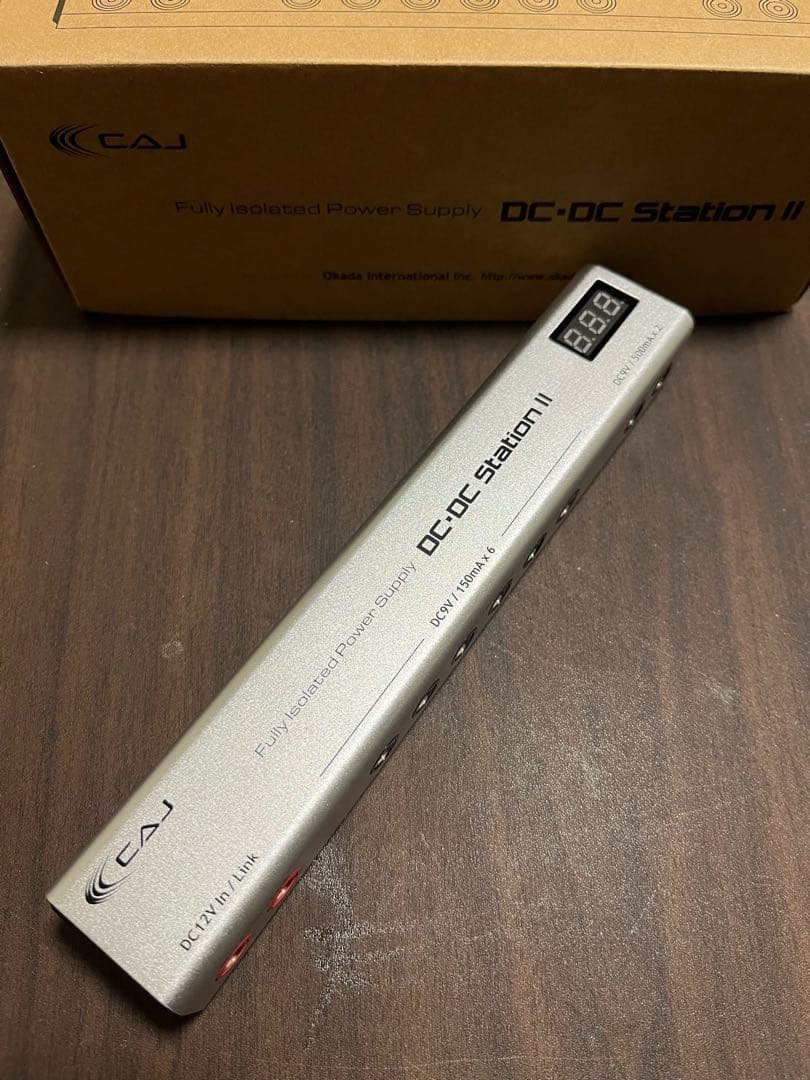 CAJ
Fully Isolated Power Supply DC-DC Station II
Okada International Inc.
8.8.8.
DC9V / 500mA x 2
Fully Isolated Power Supply DC-DC Station II
DC9V / 150mA x 6
CAJ
DC12V In / Link